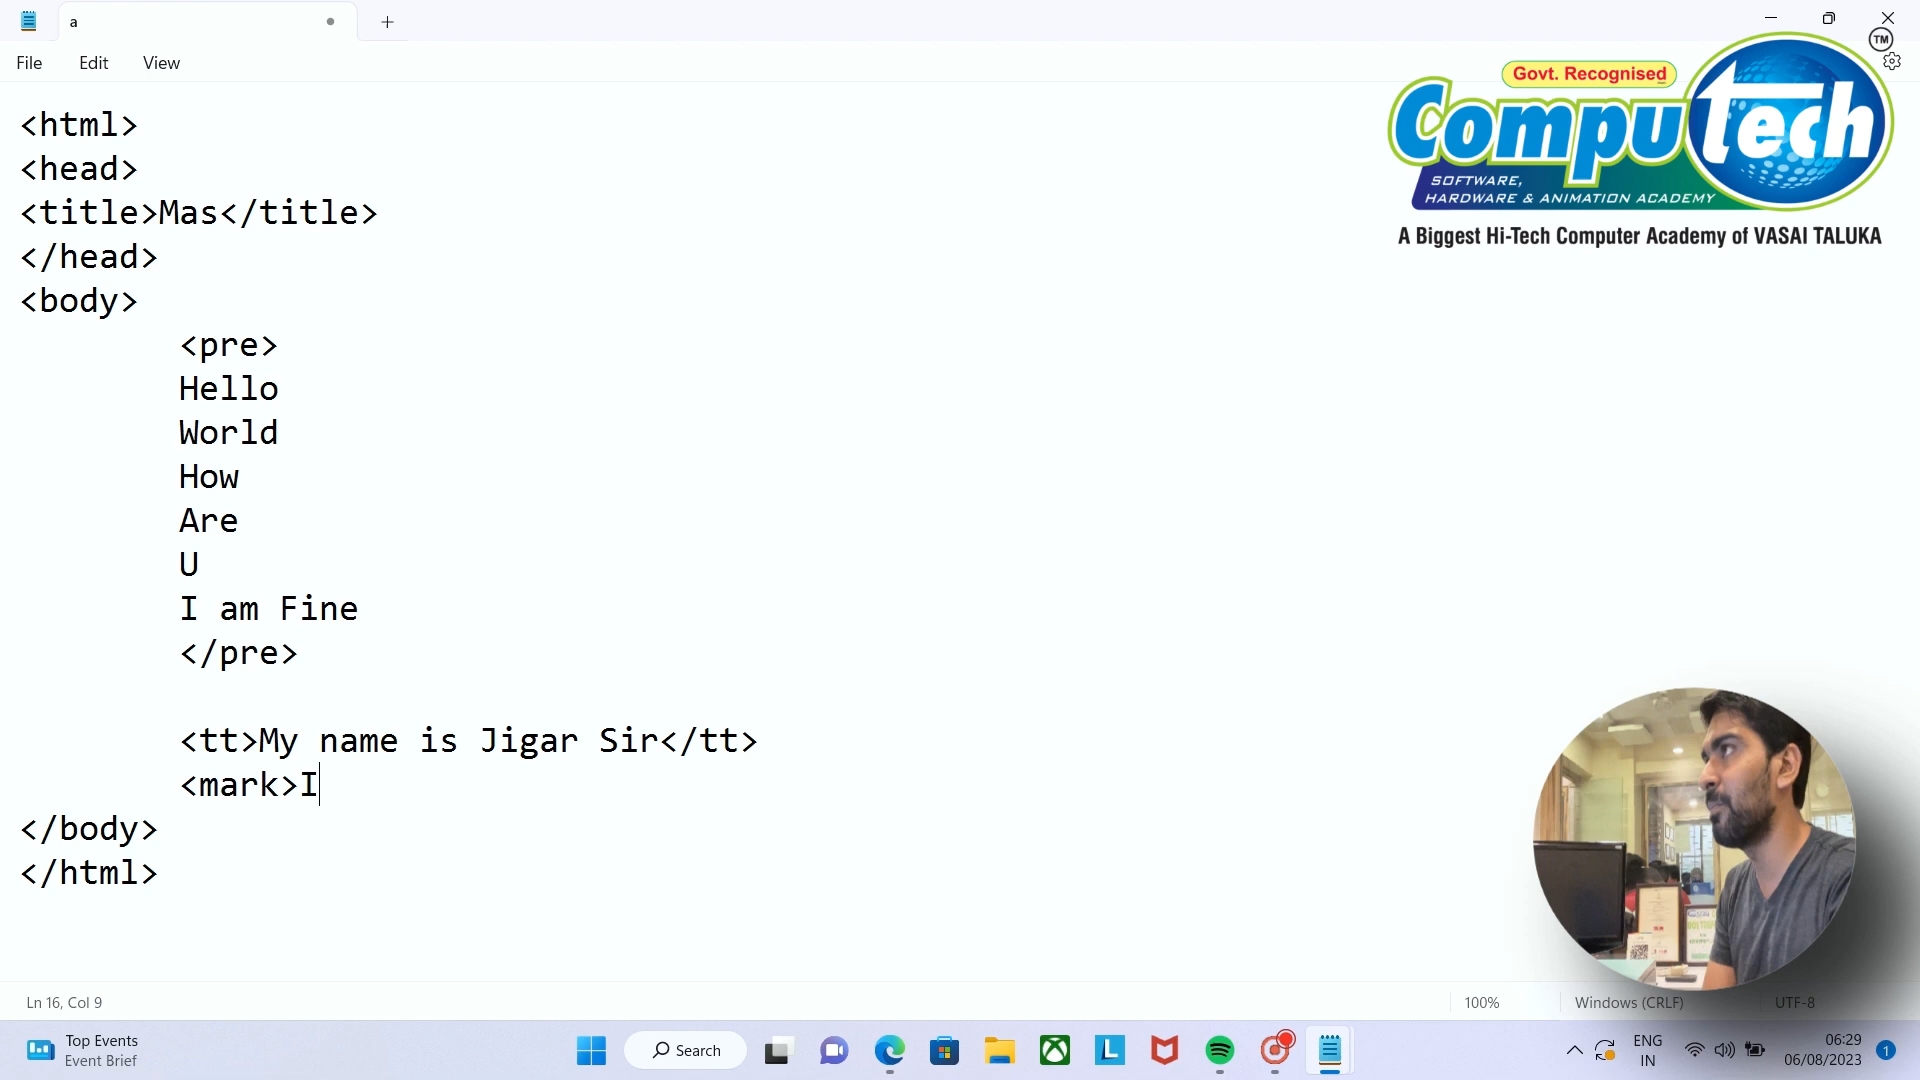 a
File Edit View
TM
Govt. Recognised
CompuTech
SOFTWARE,
HARDWARE & ANIMATION ACADEMY
A Biggest Hi-Tech Computer Academy of VASAI TALUKA
<html>
<head>
<title>Mas</title>
</head>
<body>
<pre>
Hello
World
How
Are
U
I am Fine
</pre>
<tt>My name is Jigar Sir</tt>
<mark>I
</body>
</html>
Ln 16, Col 9 100% Windows (CRLF) UTF-8
Top Events
Event Brief
Search
ENG
IN
06:29
06/08/2023
1